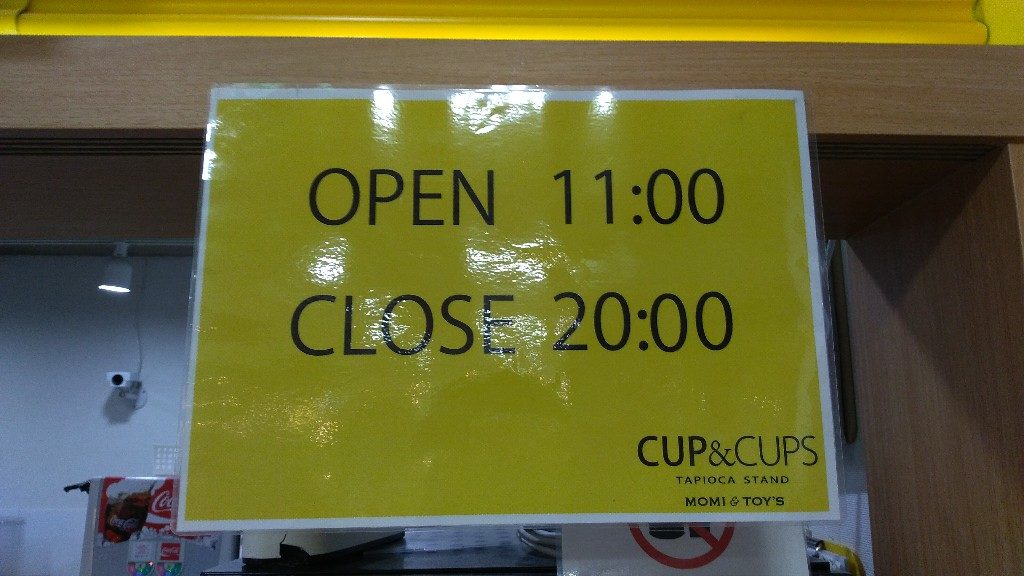 OPEN 11:00
CLOSE 20:00
CUP&CUPS
TAPIOCA STAND
MOMI & TOY'S